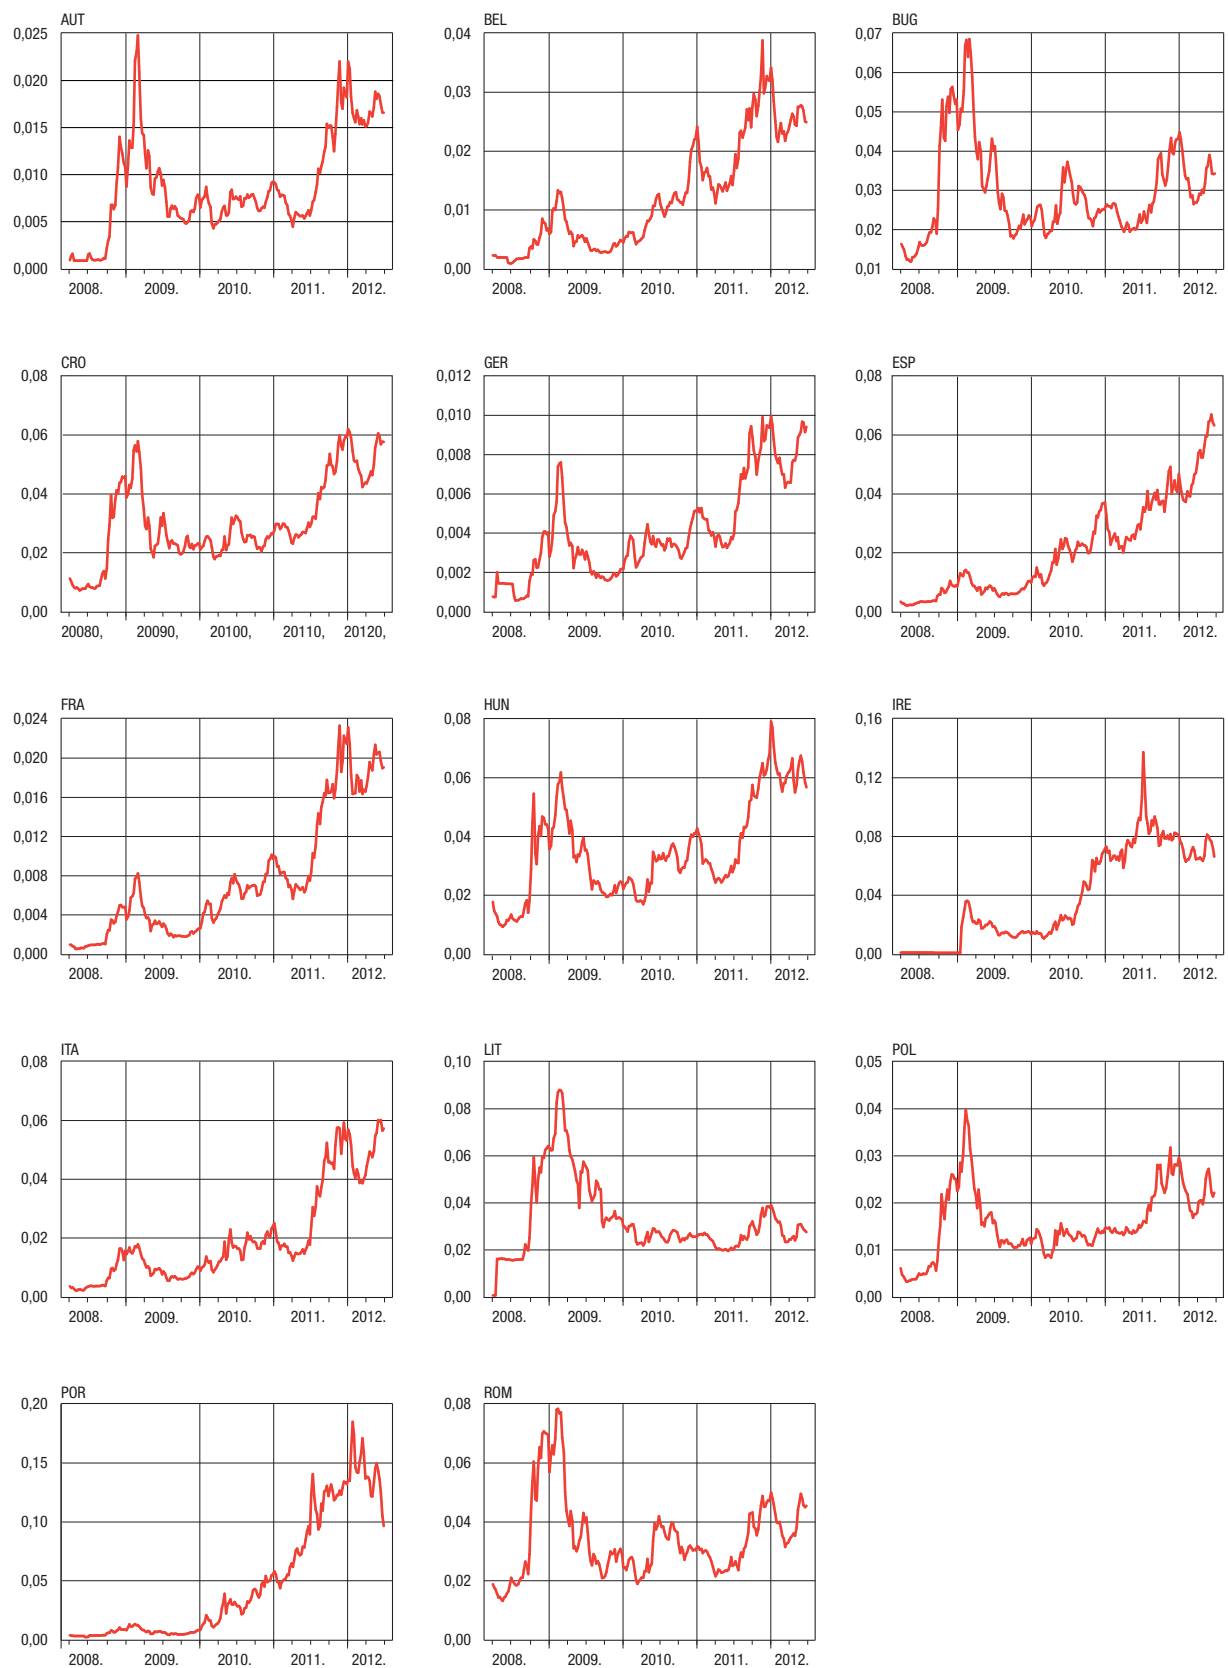 AUT
0,025
0,020
0,015
0,010
0,005
0,000
2008. 2009. 2010. 2011. 2012.
BEL
0,04
0,03
0,02
0,01
0,00
2008. 2009. 2010. 2011. 2012.
BUG
0,07
0,06
0,05
0,04
0,03
0,02
0,01
2008. 2009. 2010. 2011. 2012.
CRO
0,08
0,06
0,04
0,02
0,00
20080, 20090, 20100, 20110, 20120,
GER
0,012
0,010
0,008
0,006
0,004
0,002
0,000
2008. 2009. 2010. 2011. 2012.
ESP
0,08
0,06
0,04
0,02
0,00
2008. 2009. 2010. 2011. 2012.
FRA
0,024
0,020
0,016
0,012
0,008
0,004
0,000
2008. 2009. 2010. 2011. 2012.
HUN
0,08
0,06
0,04
0,02
0,00
2008. 2009. 2010. 2011. 2012.
IRE
0,16
0,12
0,08
0,04
0,00
2008. 2009. 2010. 2011. 2012.
ITA
0,08
0,06
0,04
0,02
0,00
2008. 2009. 2010. 2011. 2012.
LIT
0,10
0,08
0,06
0,04
0,02
0,00
2008. 2009. 2010. 2011. 2012.
POL
0,05
0,04
0,03
0,02
0,01
0,00
2008. 2009. 2010. 2011. 2012.
POR
0,20
0,15
0,10
0,05
0,00
2008. 2009. 2010. 2011. 2012.
ROM
0,08
0,06
0,04
0,02
0,00
2008. 2009. 2010. 2011. 2012.